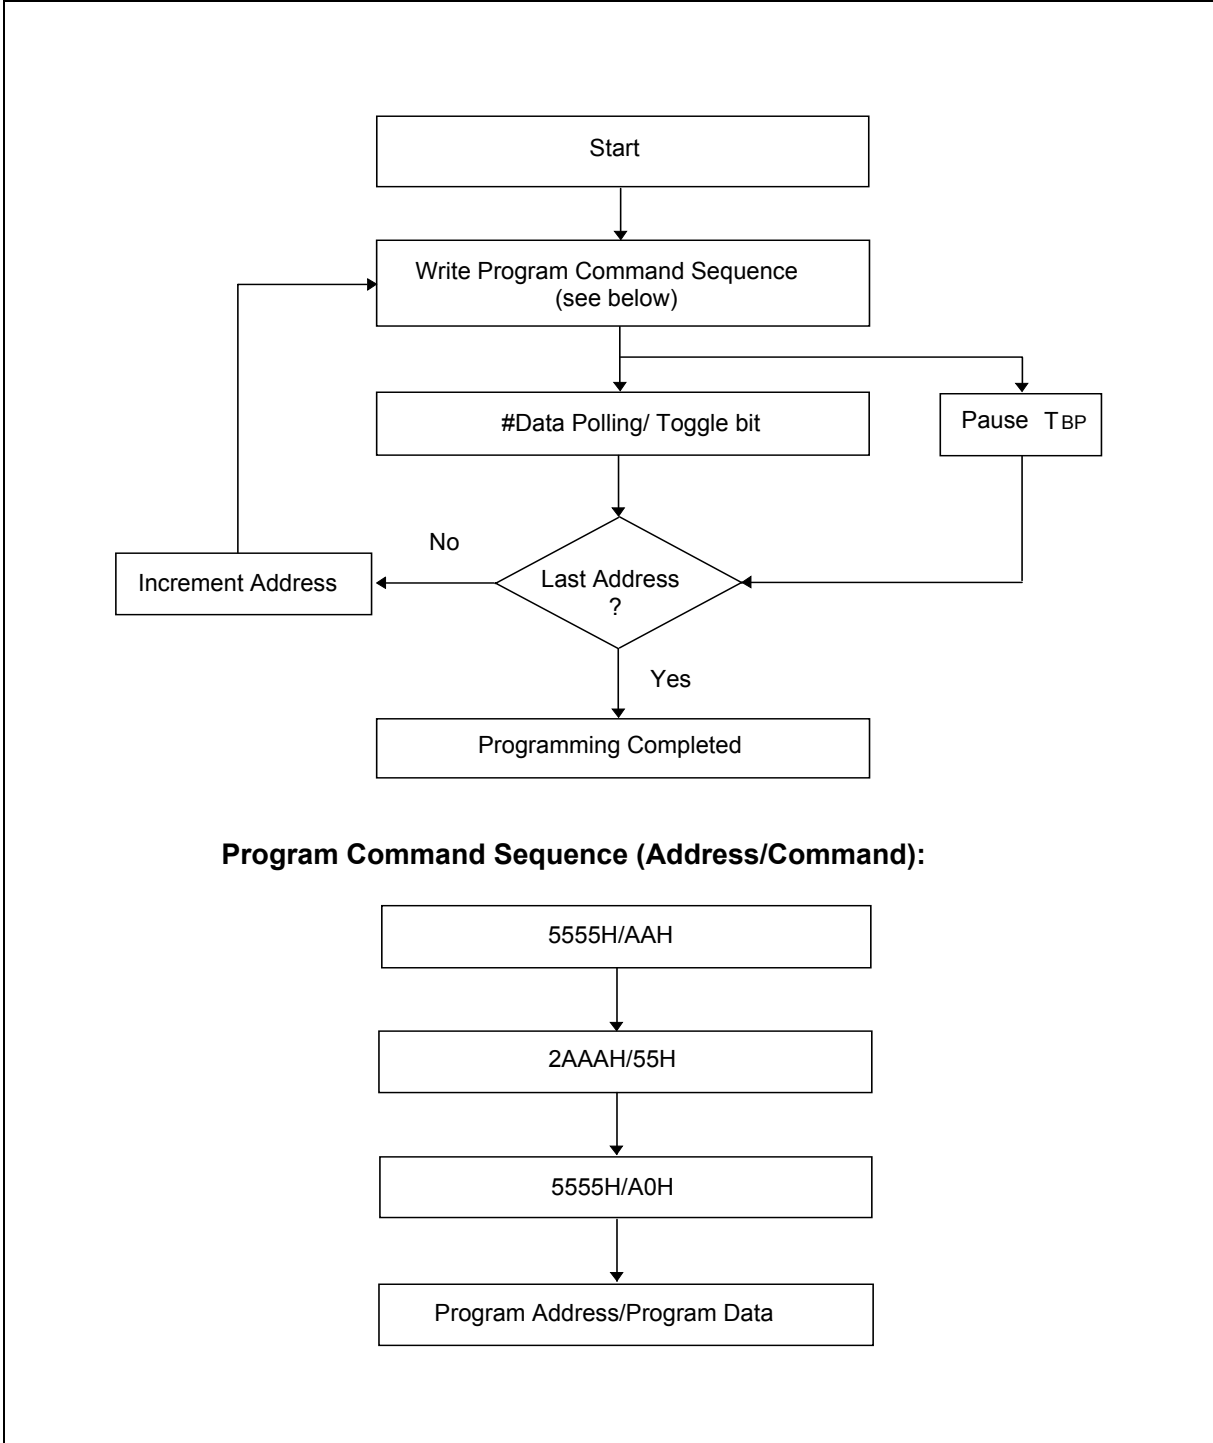 Start
Write Program Command Sequence
(see below)
#Data Polling/ Toggle bit
Pause TBP
No
Increment Address
Last Address
?
Yes
Programming Completed
Program Command Sequence (Address/Command):
5555H/AAH
2AAAH/55H
5555H/A0H
Program Address/Program Data